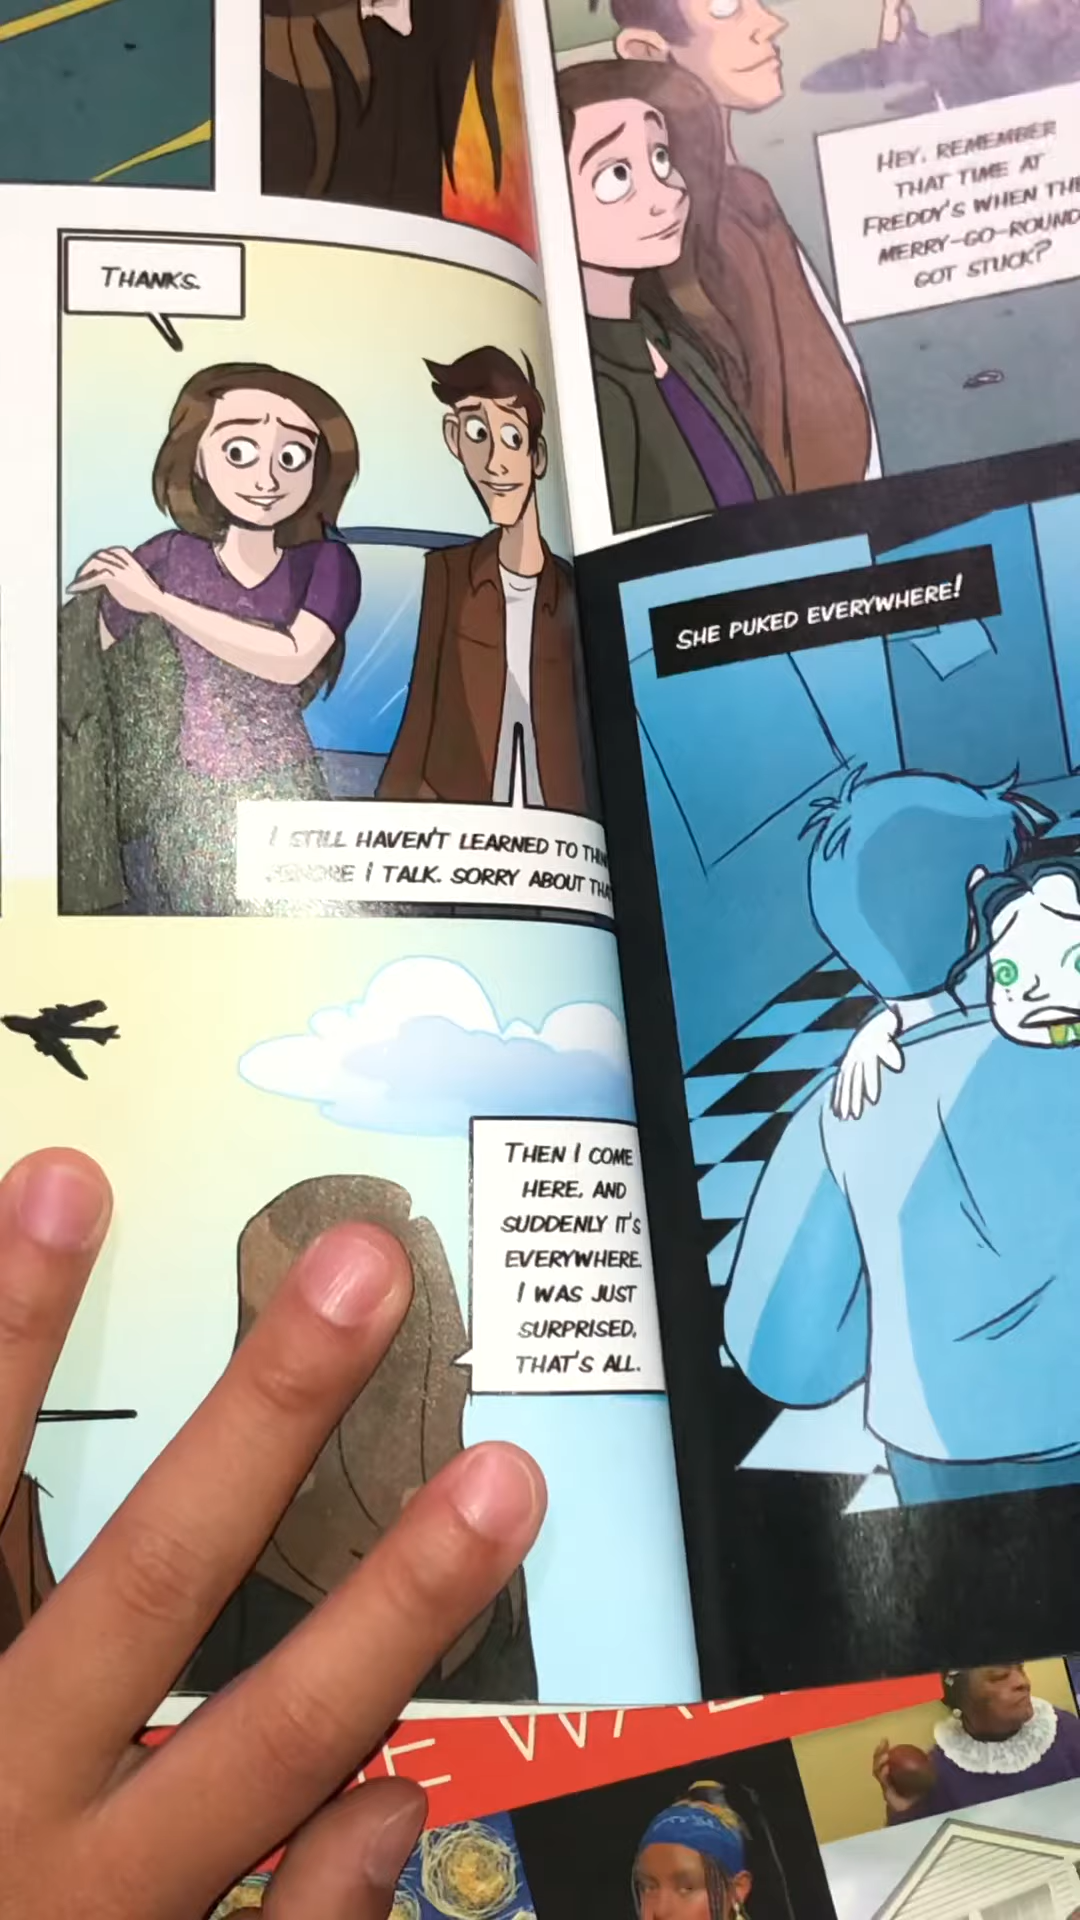 THANKS.
I STILL HAVEN'T LEARNED TO
I TALK. SORRY ABOUT
THEN I COME
HERE, AND
SUDDENLY IT'S
EVERYWHERE.
I WAS JUST
SURPRISED,
THAT'S ALL.
HEY, REMEMBER
THAT TIME AT
FREDDY'S WHEN THE
MERRY-GO-ROUND
GOT STUCK?
SHE PUKED EVERYWHERE!